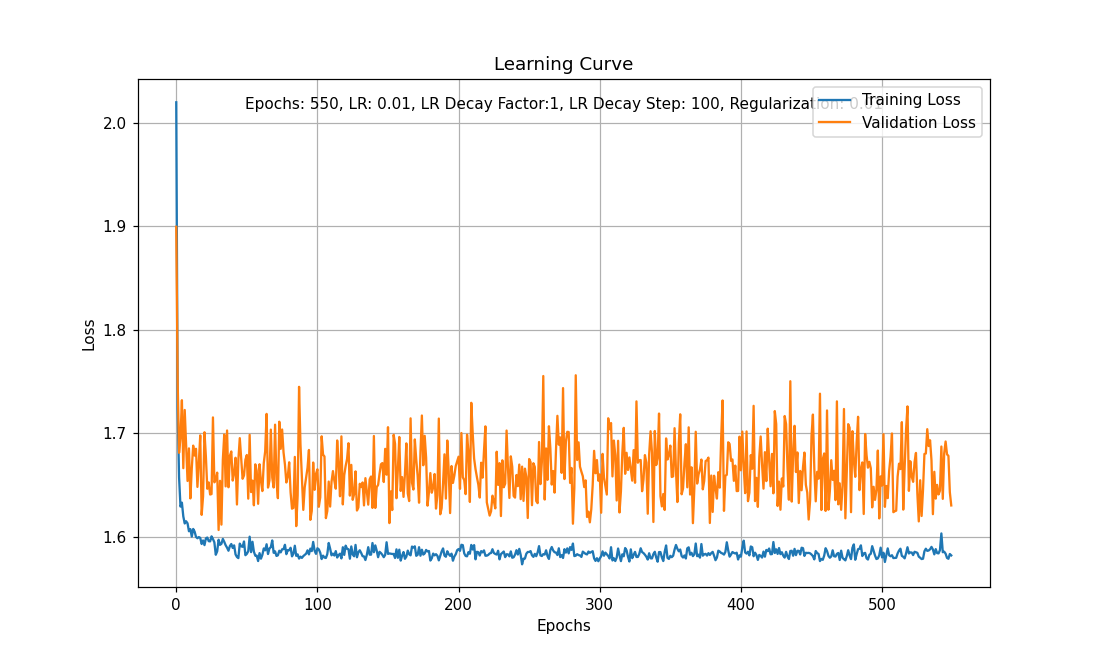 Learning Curve
Epochs: 550, LR: 0.01, LR Decay Factor:1, LR Decay Step: 100, Regularization: 0.01
Training Loss
Validation Loss
2.0
1.9
1.8
1.7
1.6
Loss
0 100 200 300 400 500
Epochs